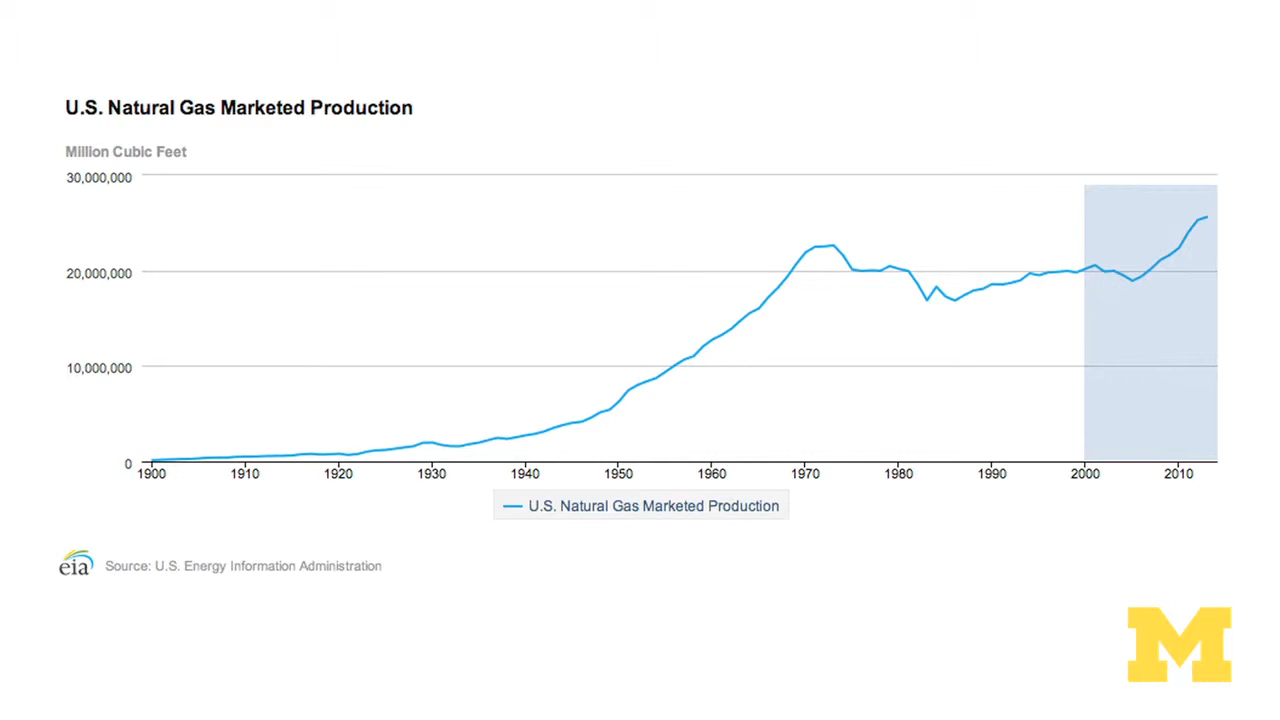 U.S. Natural Gas Marketed Production
Million Cubic Feet
30,000,000
20,000,000
10,000,000
0
1900 1910 1920 1930 1940 1950 1960 1970 1980 1990 2000 2010
U.S. Natural Gas Marketed Production
eia Source: U.S. Energy Information Administration
M